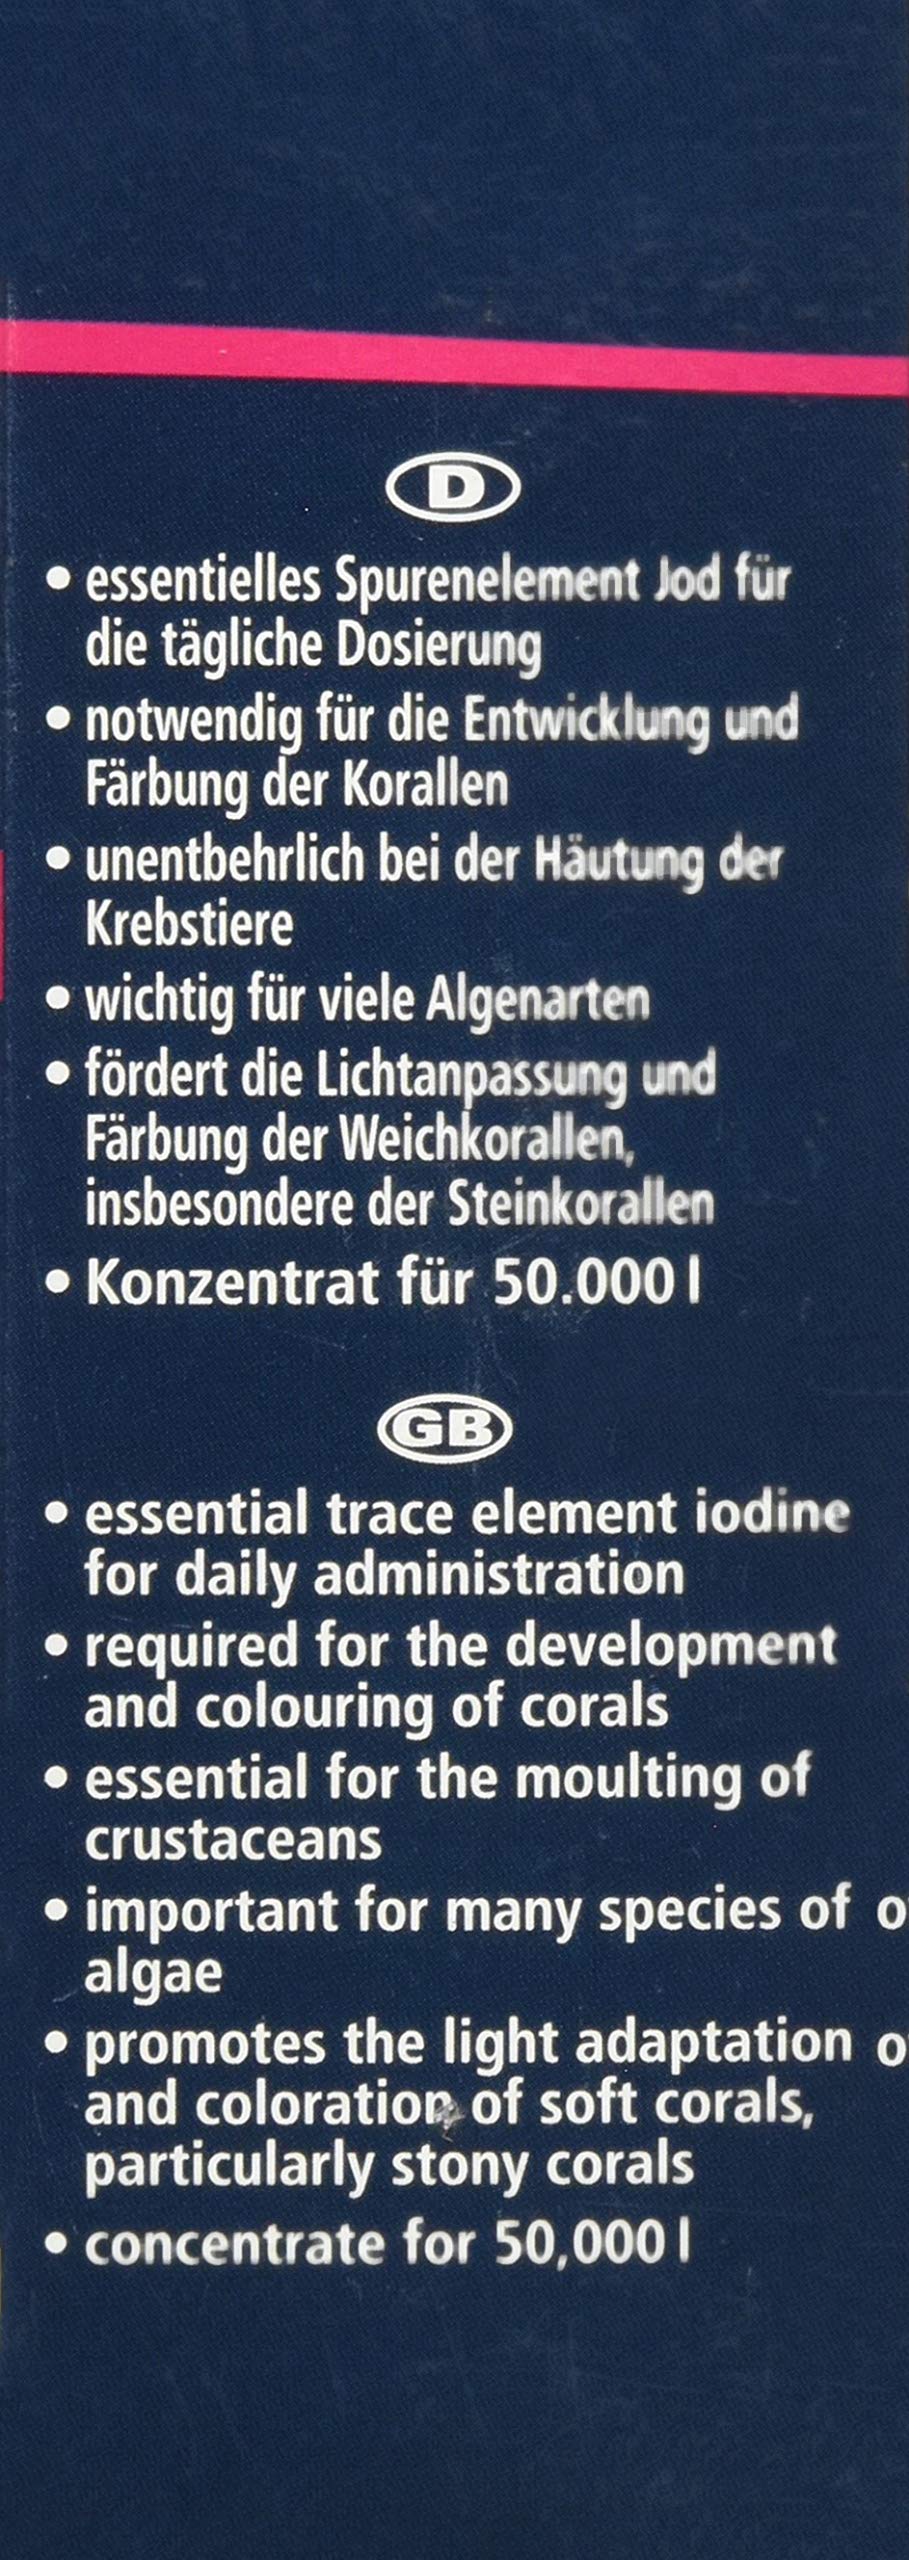 D
• essentielles Spurenelement Jod für
die tägliche Dosierung
• notwendig für die Entwicklung und
Färbung der Korallen
• unentbehrlich bei der Häutung der
Krebstiere
• wichtig für viele Algenarten
• fördert die Lichtanpassung und
Färbung der Weichkorallen,
insbesondere der Steinkorallen
• Konzentrat für 50.000 l
GB
• essential trace element iodine
for daily administration
• required for the development
and colouring of corals
• essential for the moulting of
crustaceans
• important for many species of
algae
• promotes the light adaptation
and coloration of soft corals,
particularly stony corals
• concentrate for 50,000 l